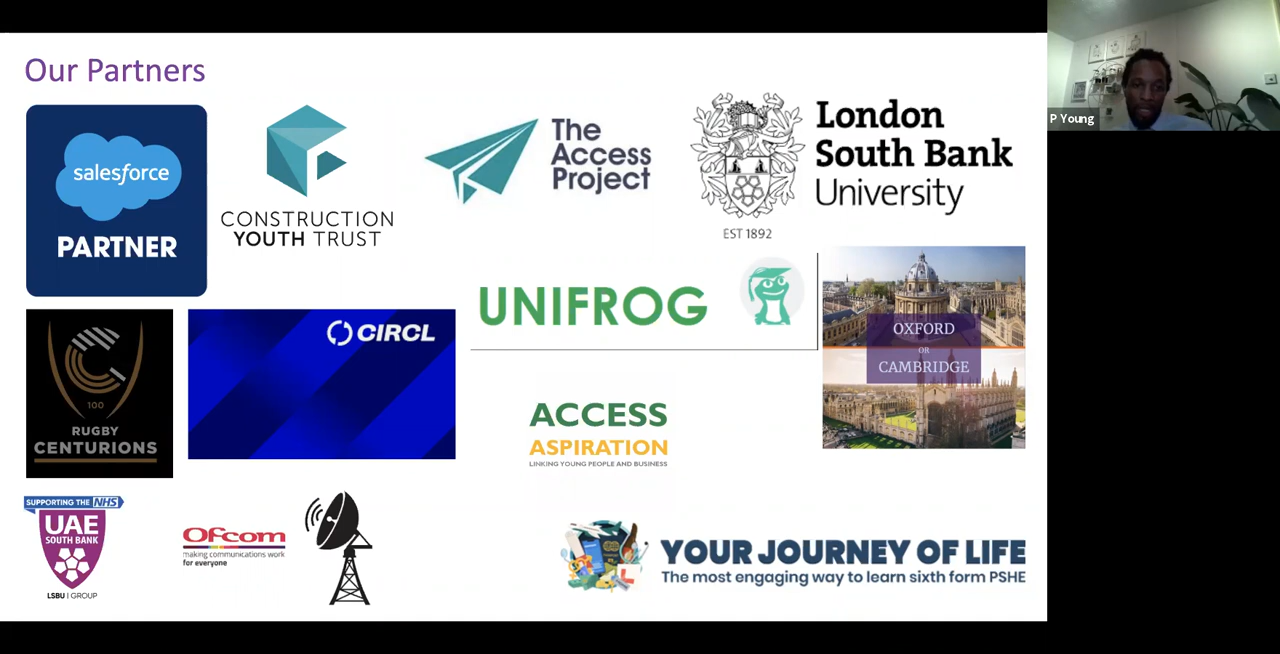 Our Partners
salesforce
PARTNER
CONSTRUCTION
YOUTH TRUST
The
Access
Project
London
South Bank
University
EST 1892
UNIFROG
OXFORD
OR
CAMBRIDGE
100
RUGBY
CENTURIONS
CIRCL
ACCESS
ASPIRATION
LINKING YOUNG PEOPLE AND BUSINESS
SUPPORTING THE NHS
UAE
SOUTH BANK
LSBU | GROUP
Ofcom
making communications work
for everyone
YOUR JOURNEY OF LIFE
The most engaging way to learn sixth form PSHE
P Young